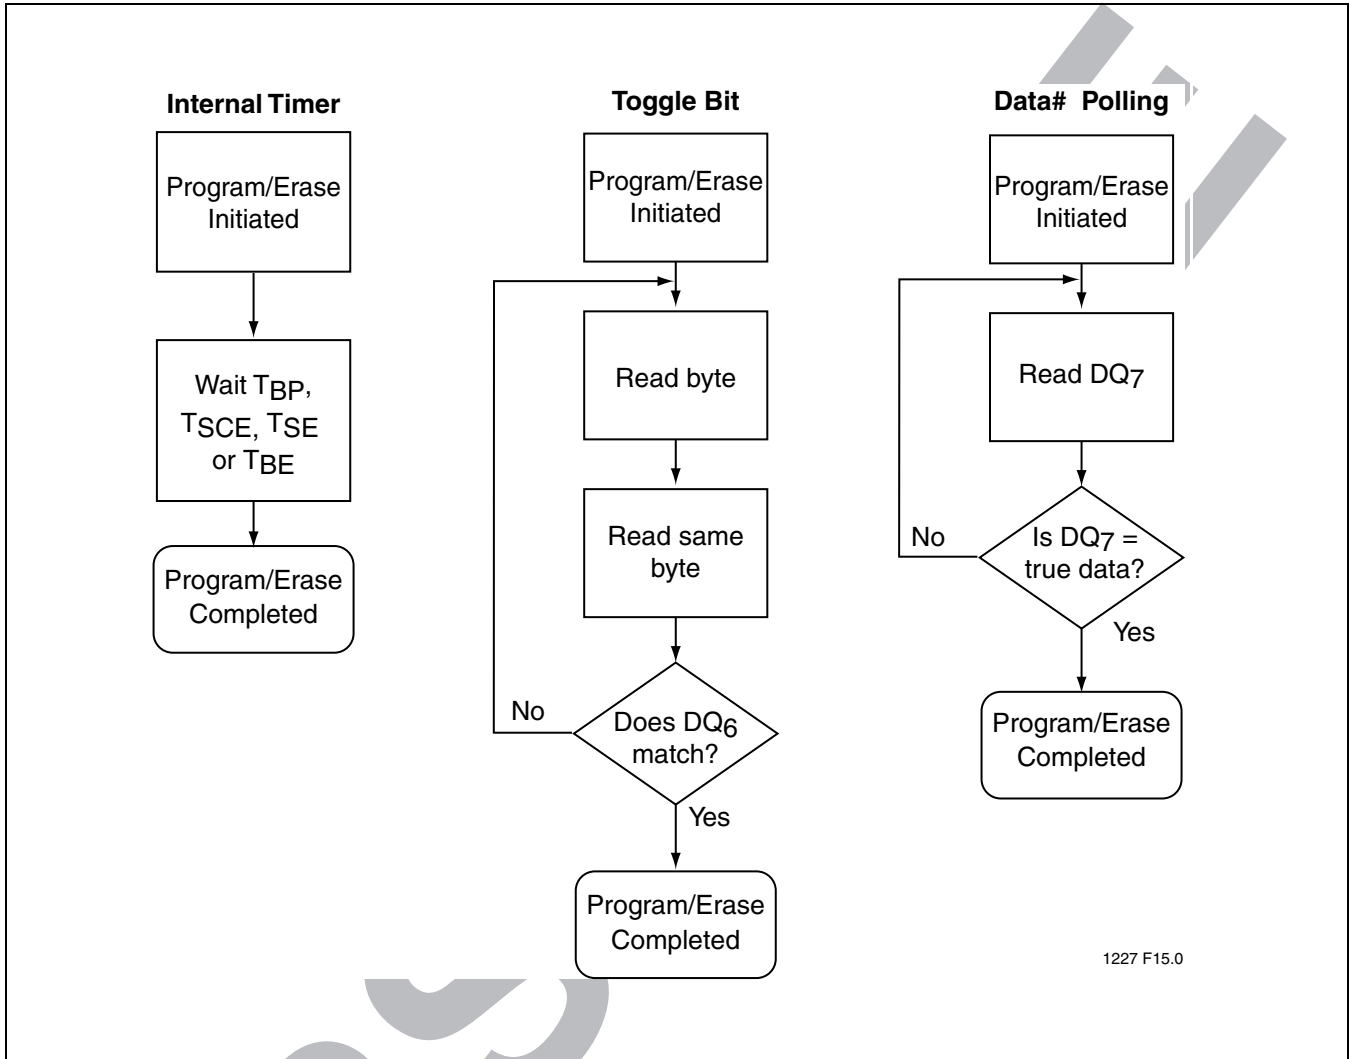 Internal Timer
Program/Erase
Initiated
Wait TBP,
TSCE, TSE
or TBE
Program/Erase
Completed
Toggle Bit
Program/Erase
Initiated
Read byte
Read same
byte
Does DQ6
match?
No
Yes
Program/Erase
Completed
Data# Polling
Program/Erase
Initiated
Read DQ7
Is DQ7 =
true data?
No
Yes
Program/Erase
Completed
1227 F15.0